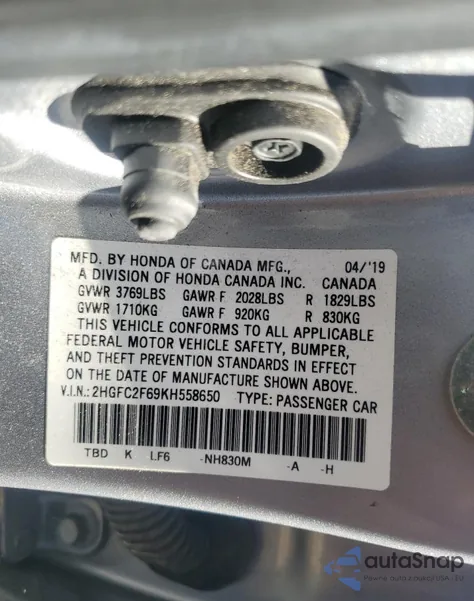 MFD. BY HONDA OF CANADA MFG., 04/'19
A DIVISION OF HONDA CANADA INC. CANADA
GVWR 3769LBS GAWR F 2028LBS R 1829LBS
GVWR 1710KG GAWR F 920KG R 830KG
THIS VEHICLE CONFORMS TO ALL APPLICABLE
FEDERAL MOTOR VEHICLE SAFETY, BUMPER,
AND THEFT PREVENTION STANDARDS IN EFFECT
ON THE DATE OF MANUFACTURE SHOWN ABOVE.
V.I.N.: 2HGFC2F69KH558650 TYPE: PASSENGER CAR
TBD K LF6 -NH830M -A -H
autaSnap